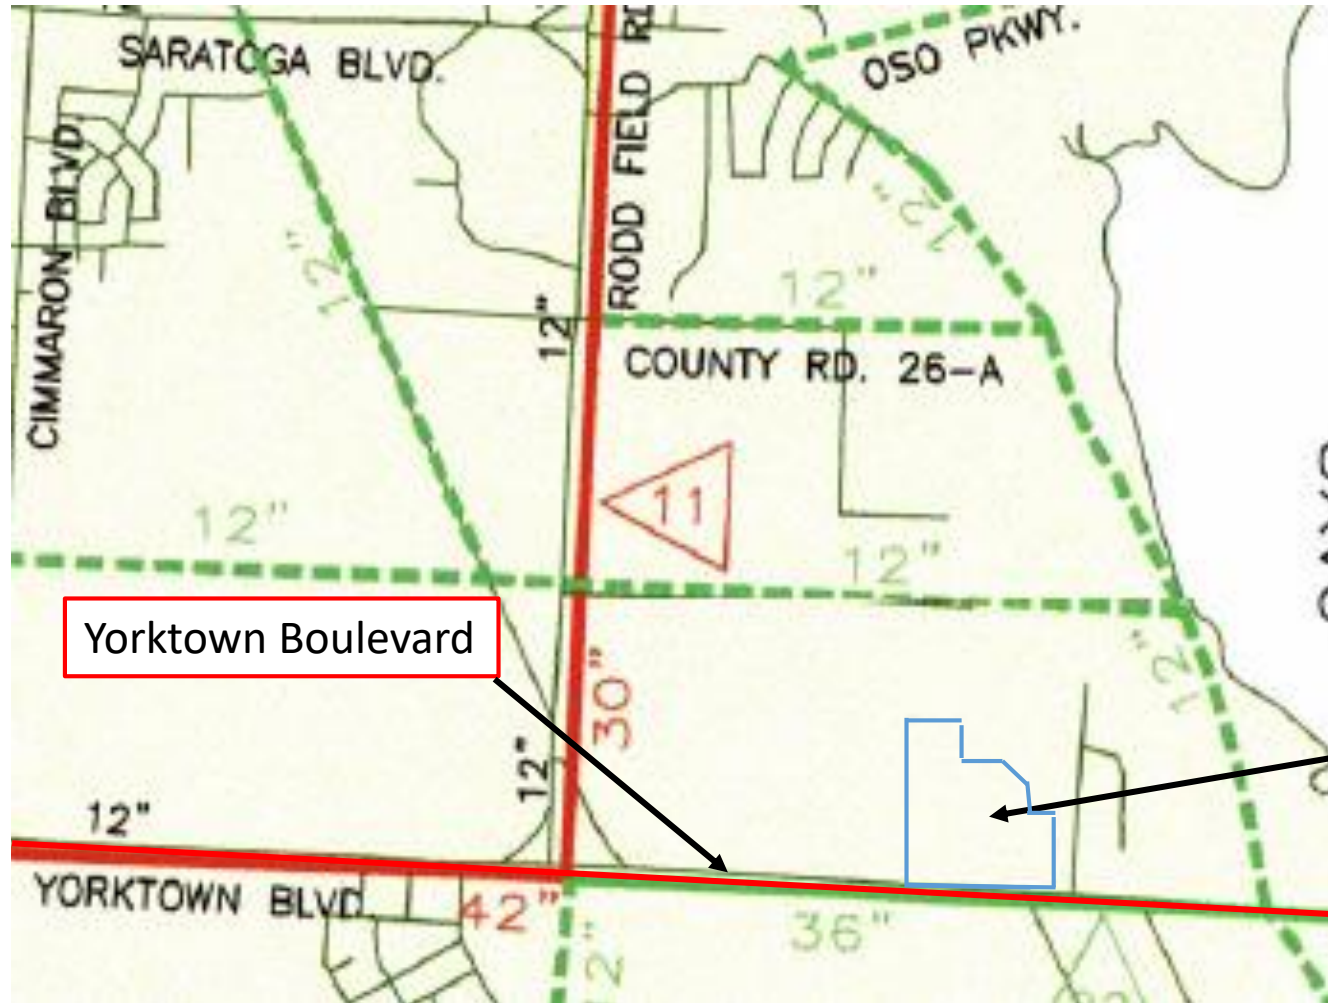 SARATOGA BLVD.
OSO PKWY.
RODD FIELD RD
CIMMARON BLVD.
12"
12"
12"
12"
COUNTY RD. 26-A
11
12"
12"
12"
Yorktown Boulevard
30"
12"
12"
YORKTOWN BLVD
42"
36"
12"